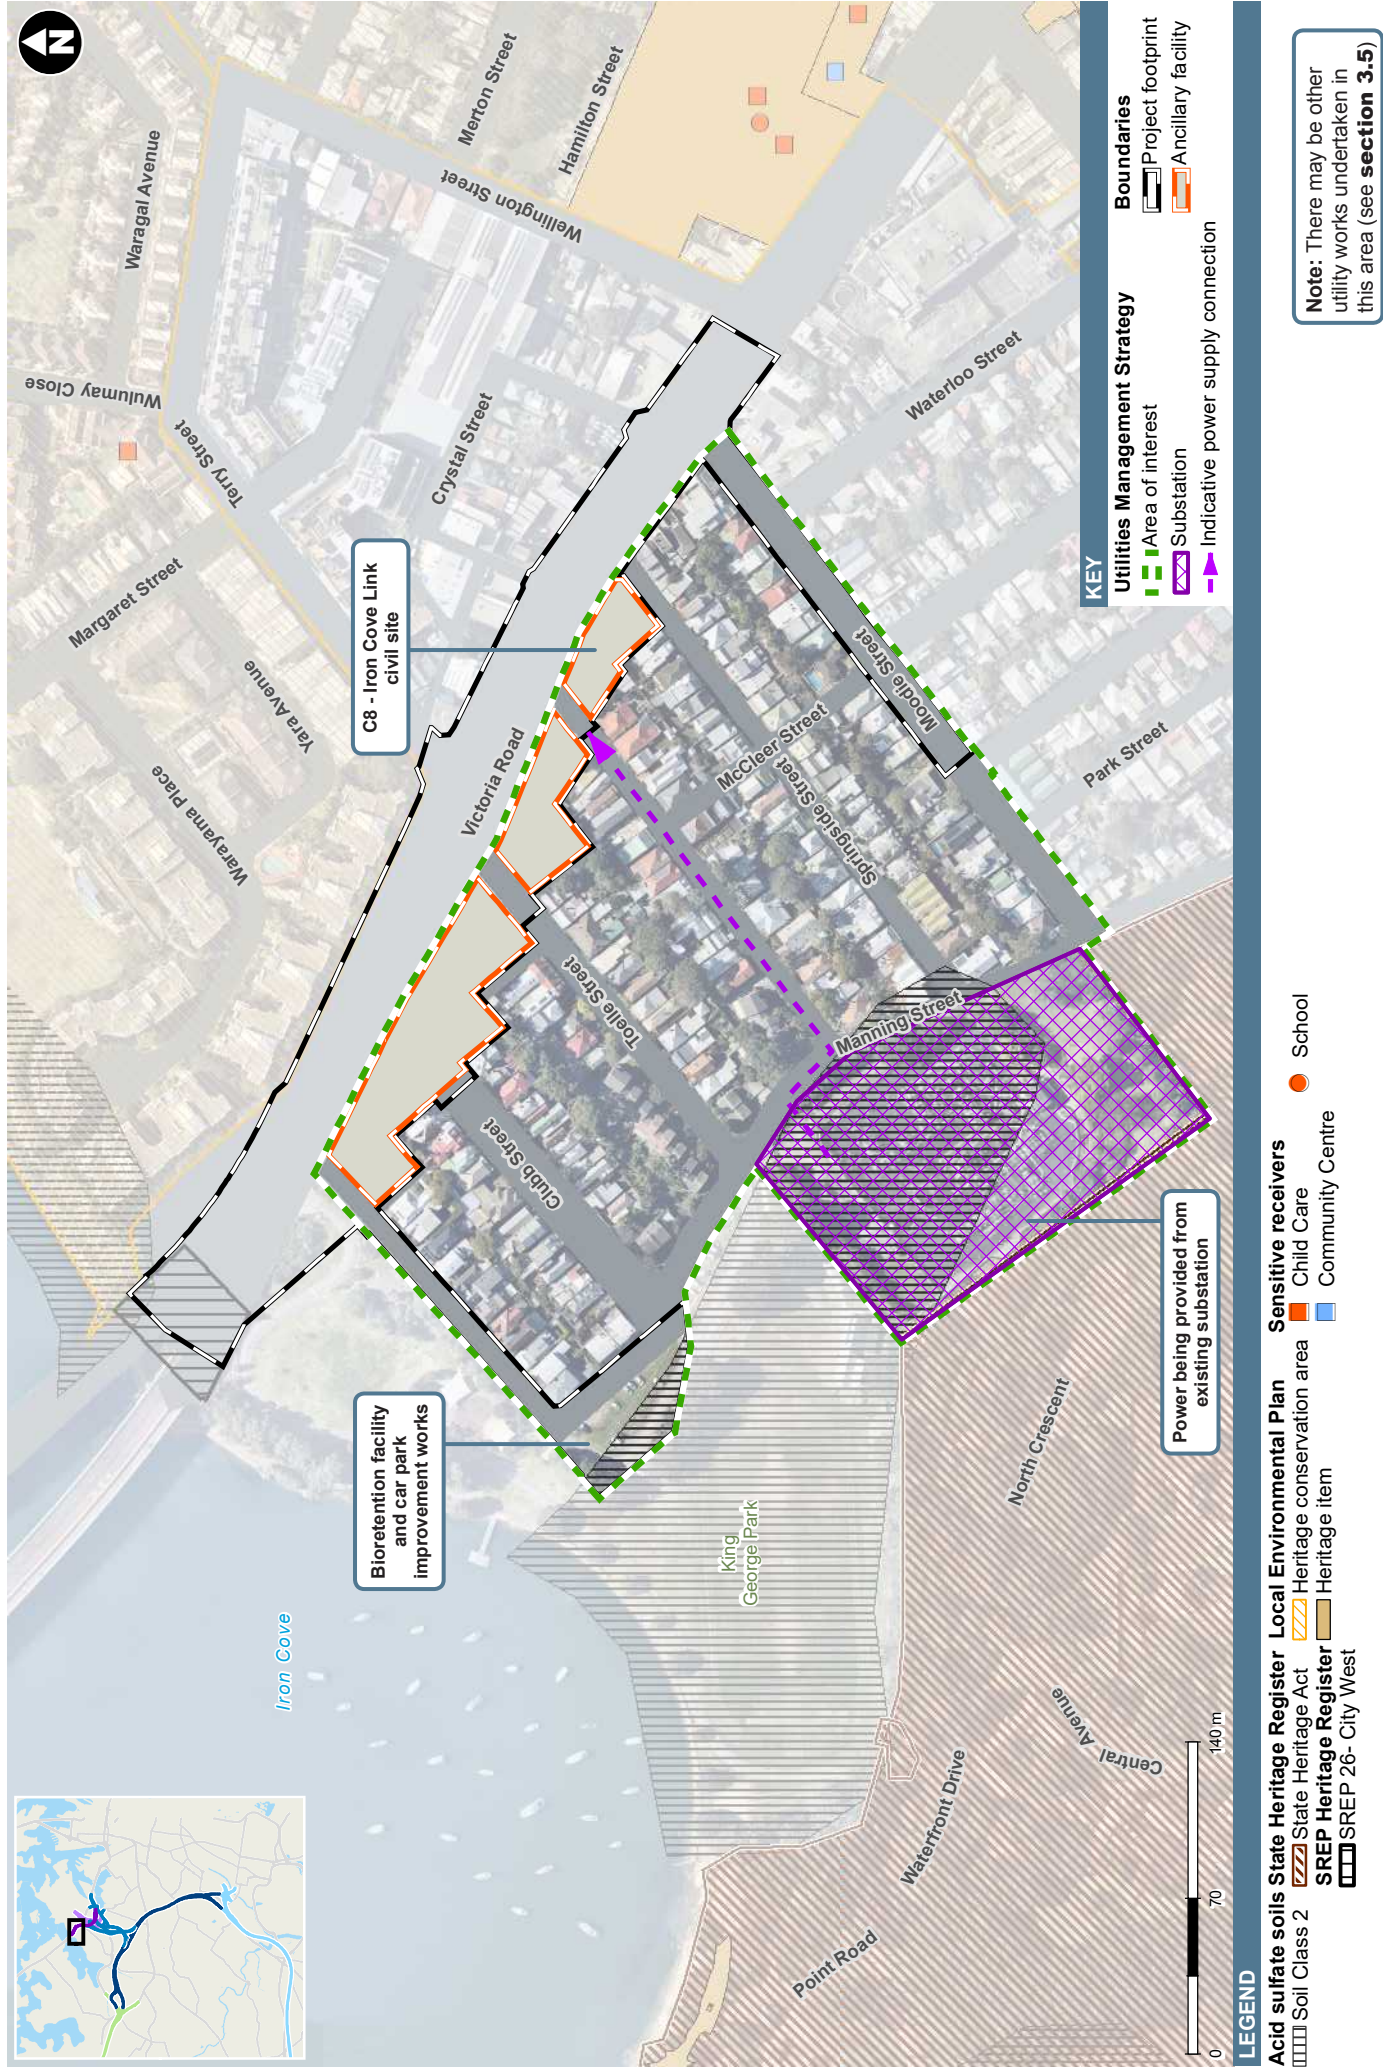 N
Waragal Avenue
Wulumay Close
Terry Street
Merton Street
Hamilton Street
Wellington Street
Margaret Street
Crystal Street
Yara Avenue
Warayama Place
Victoria Road
C8 - Iron Cove Link
civil site
Waterloo Street
Moodie Street
McCleer Street
Springside Street
Park Street
Toelle Street
Clubb Street
Manning Street
Bioretention facility
and car park
improvement works
Power being provided from
existing substation
Iron Cove
King
George Park
North Crescent
Central Avenue
Waterfront Drive
Point Road
0 70 140 m
KEY
Utilities Management Strategy
Area of interest
Substation
Indicative power supply connection
Boundaries
Project footprint
Ancillary facility
Note: There may be other
utility works undertaken in
this area (see section 3.5)
LEGEND
Acid sulfate soils
Soil Class 2
State Heritage Register
State Heritage Act
SREP Heritage Register
SREP 26- City West
Local Environmental Plan
Heritage conservation area
Heritage item
Sensitive receivers
Child Care
Community Centre
School